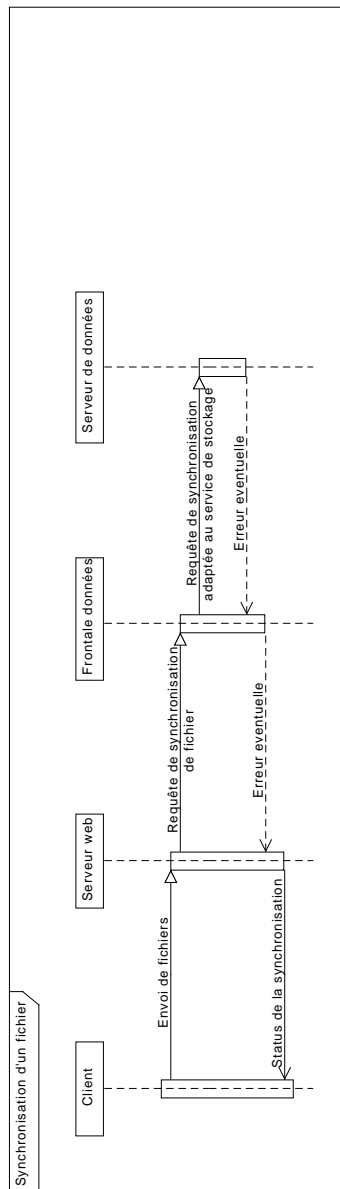 Synchronisation d'un fichier
Client
Serveur web
Frontale données
Serveur de données
Envoi de fichiers
Requête de synchronisation
de fichier
Requête de synchronisation
adaptée au service de stockage
Erreur eventuelle
Erreur eventuelle
Status de la synchronisation